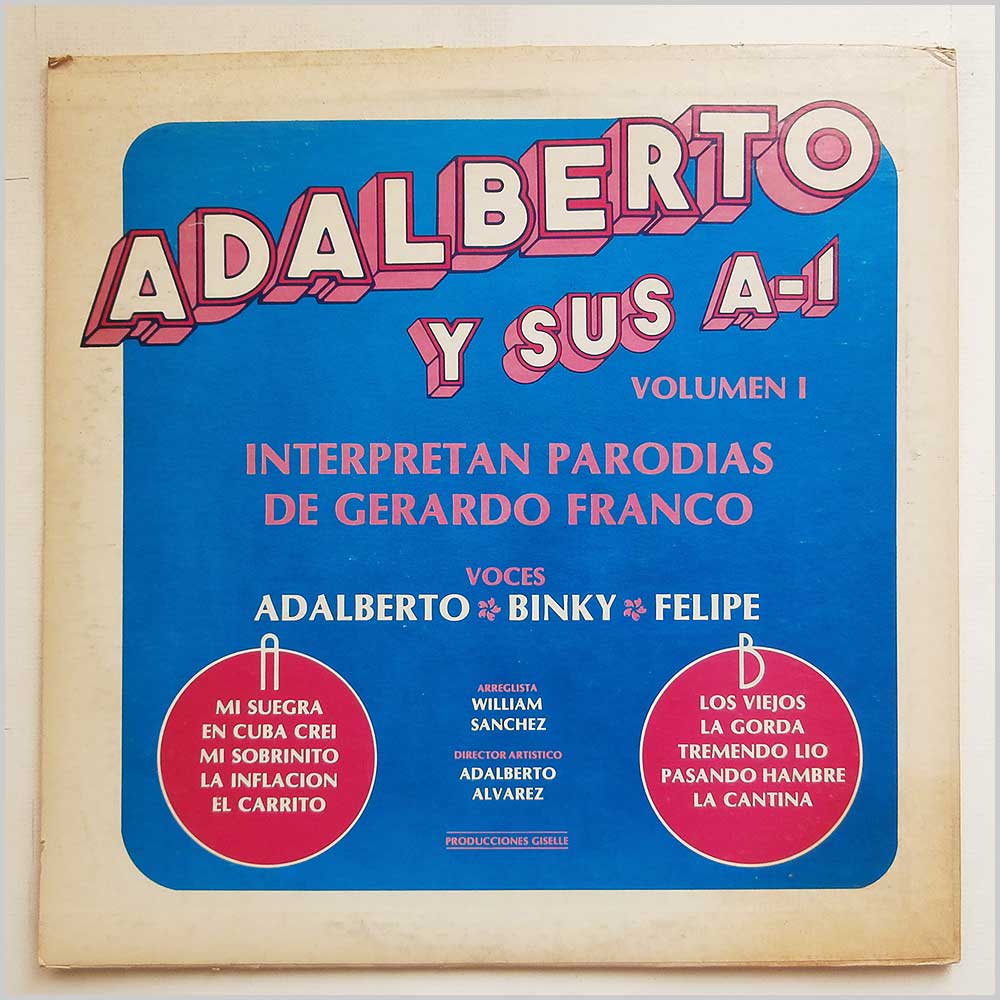 ADALBERTO
Y SUS A-1
VOLUMEN I
INTERPRETAN PARODIAS
DE GERARDO FRANCO
VOCES
ADALBERTO BINKY FELIPE
A
MI SUEGRA
EN CUBA CREI
MI SOBRINITO
LA INFLACION
EL CARRITO
ARREGLISTA
WILLIAM
SANCHEZ
DIRECTOR ARTISTICO
ADALBERTO
ALVAREZ
PRODUCCIONES GISELLE
B
LOS VIEJOS
LA GORDA
TREMENDO LIO
PASANDO HAMBRE
LA CANTINA